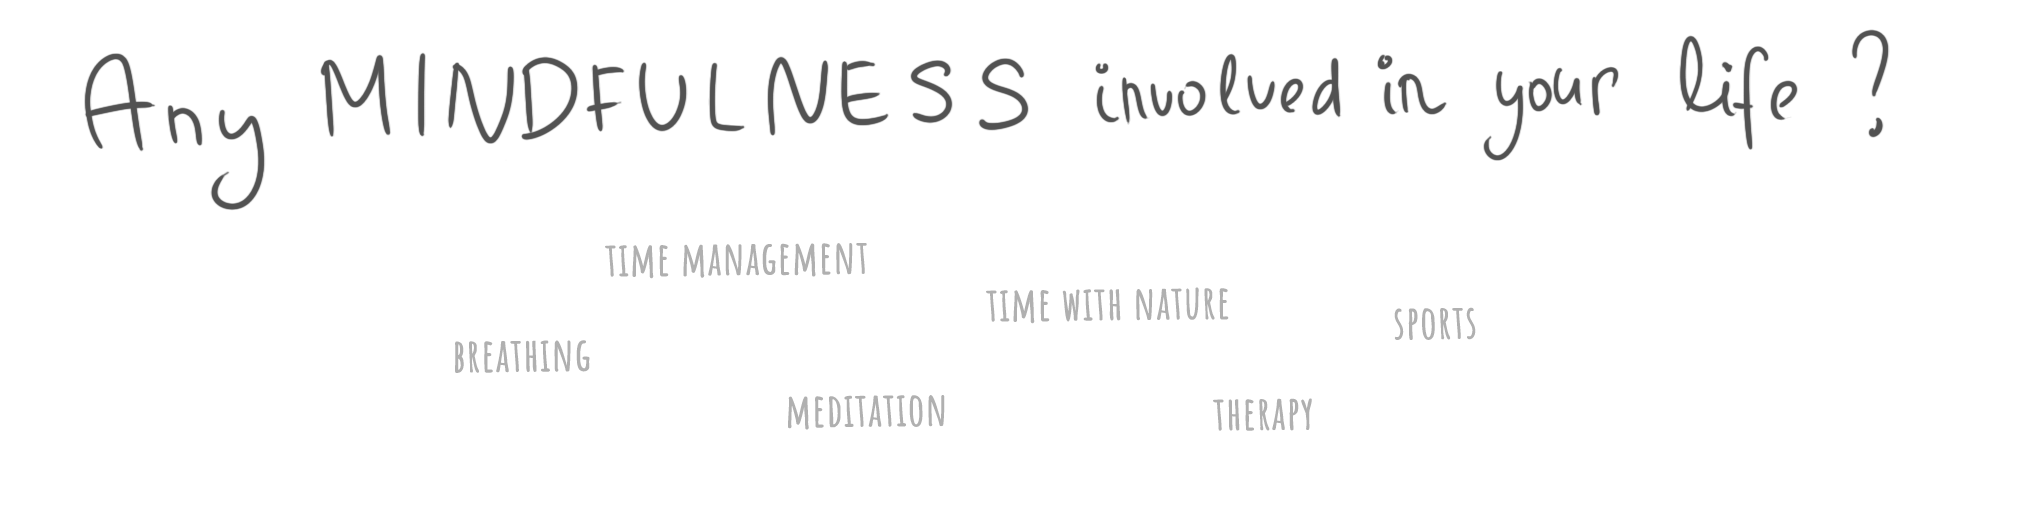 Any MINDFULNESS involved in your life ?
TIME MANAGEMENT
TIME WITH NATURE
SPORTS
BREATHING
MEDITATION
THERAPY